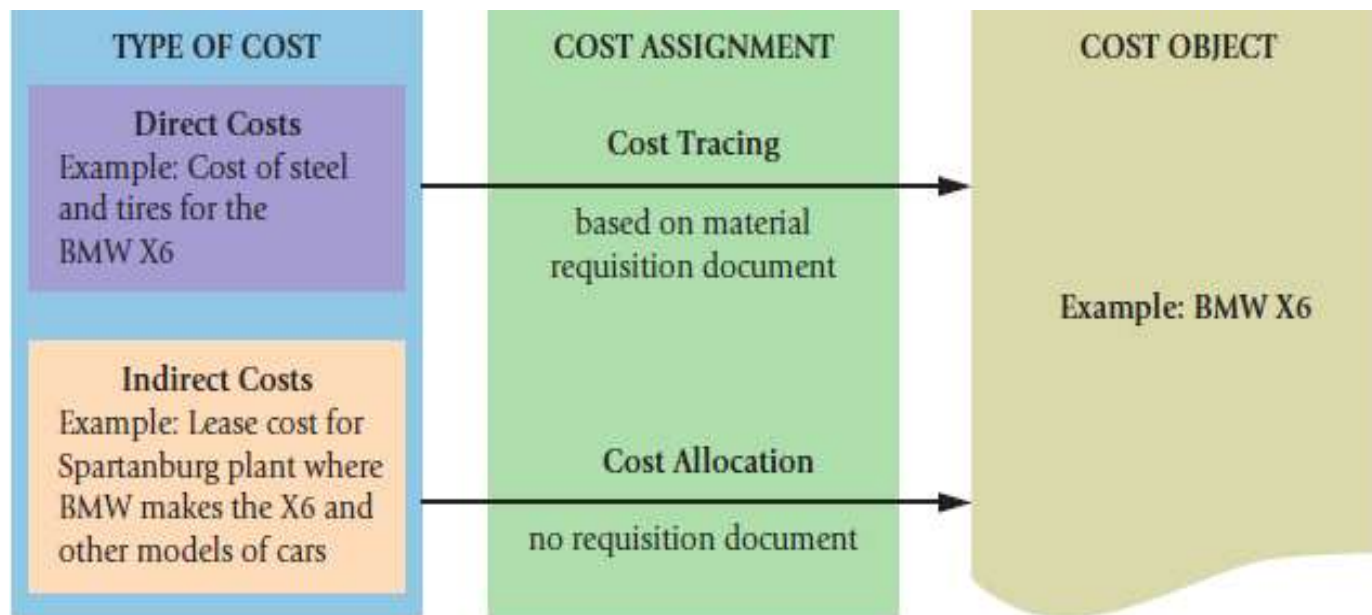 TYPE OF COST
Direct Costs
Example: Cost of steel
and tires for the
BMW X6
Indirect Costs
Example: Lease cost for
Spartanburg plant where
BMW makes the X6 and
other models of cars
COST ASSIGNMENT
Cost Tracing
based on material
requisition document
Cost Allocation
no requisition document
COST OBJECT
Example: BMW X6